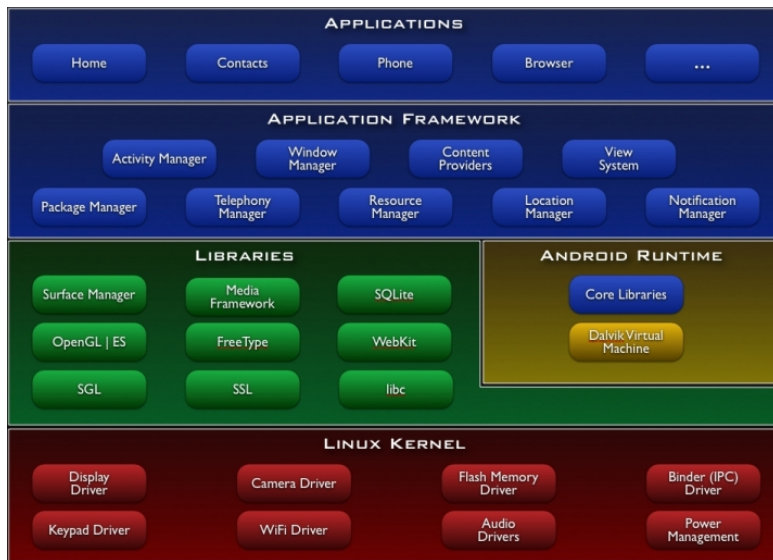 APPLICATIONS
Home
Contacts
Phone
Browser
...
APPLICATION FRAMEWORK
Activity Manager
Window
Manager
Content
Providers
View
System
Package Manager
Telephony
Manager
Resource
Manager
Location
Manager
Notification
Manager
LIBRARIES
Surface Manager
Media
Framework
SQLite
OpenGL | ES
FreeType
WebKit
SGL
SSL
libc
ANDROID RUNTIME
Core Libraries
Dalvik Virtual
Machine
LINUX KERNEL
Display
Driver
Camera Driver
Flash Memory
Driver
Binder (IPC)
Driver
Keypad Driver
WiFi Driver
Audio
Drivers
Power
Management